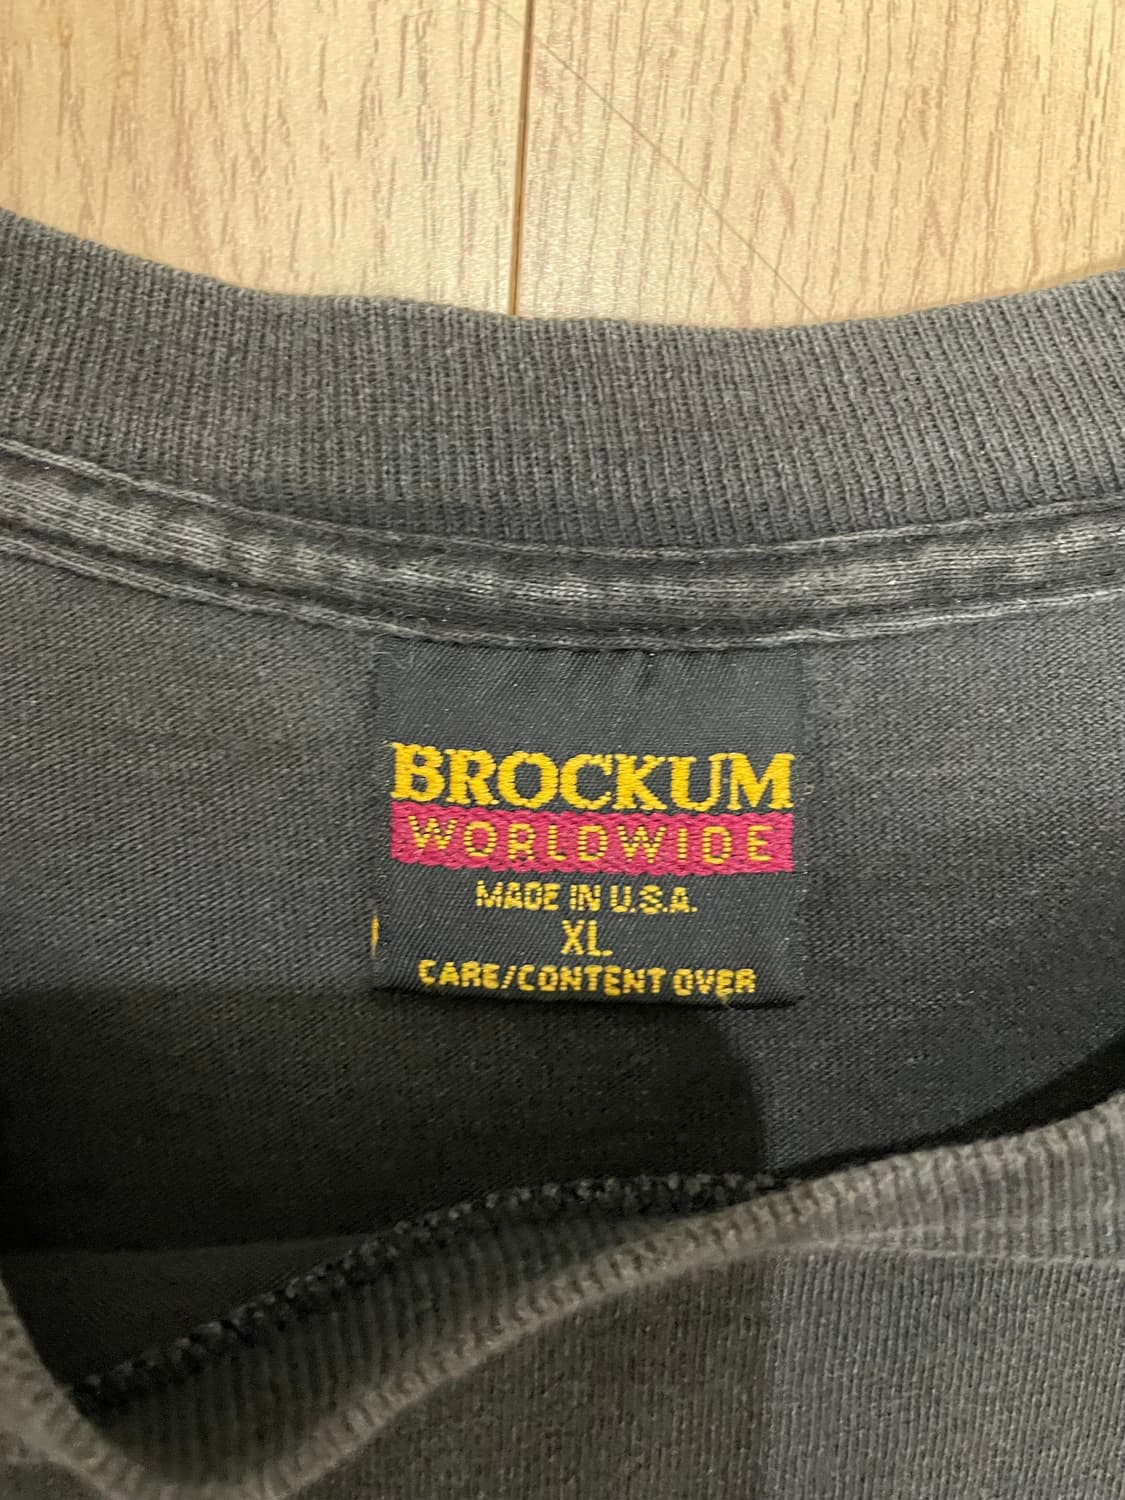 BROCKUM
WORLDWIDE
MADE IN U.S.A.
XL
CARE/CONTENT OVER